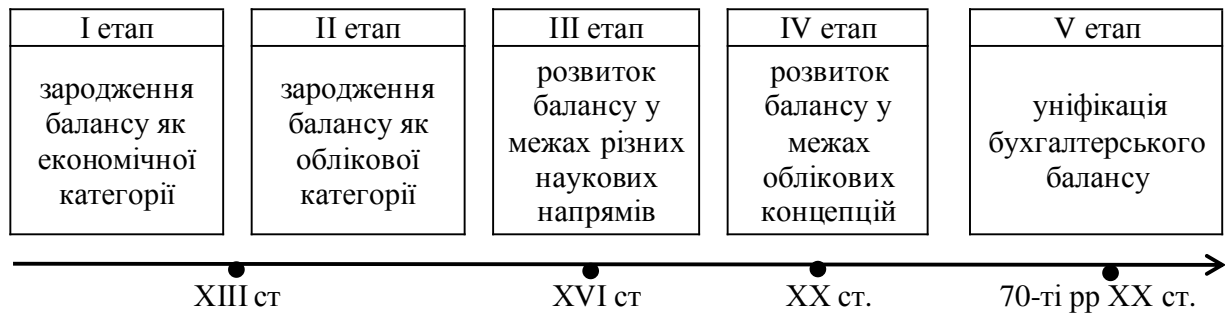 І етап
зародження
балансу як
економічної
категорії
ІІ етап
зародження
балансу як
облікової
категорії
ІІІ етап
розвиток
балансу у
межах різних
наукових
напрямів
IV етап
розвиток
балансу у
межах
облікових
концепцій
V етап
уніфікація
бухгалтерського
балансу
XIII ст
XVI ст
XX ст.
70-ті рр XX ст.